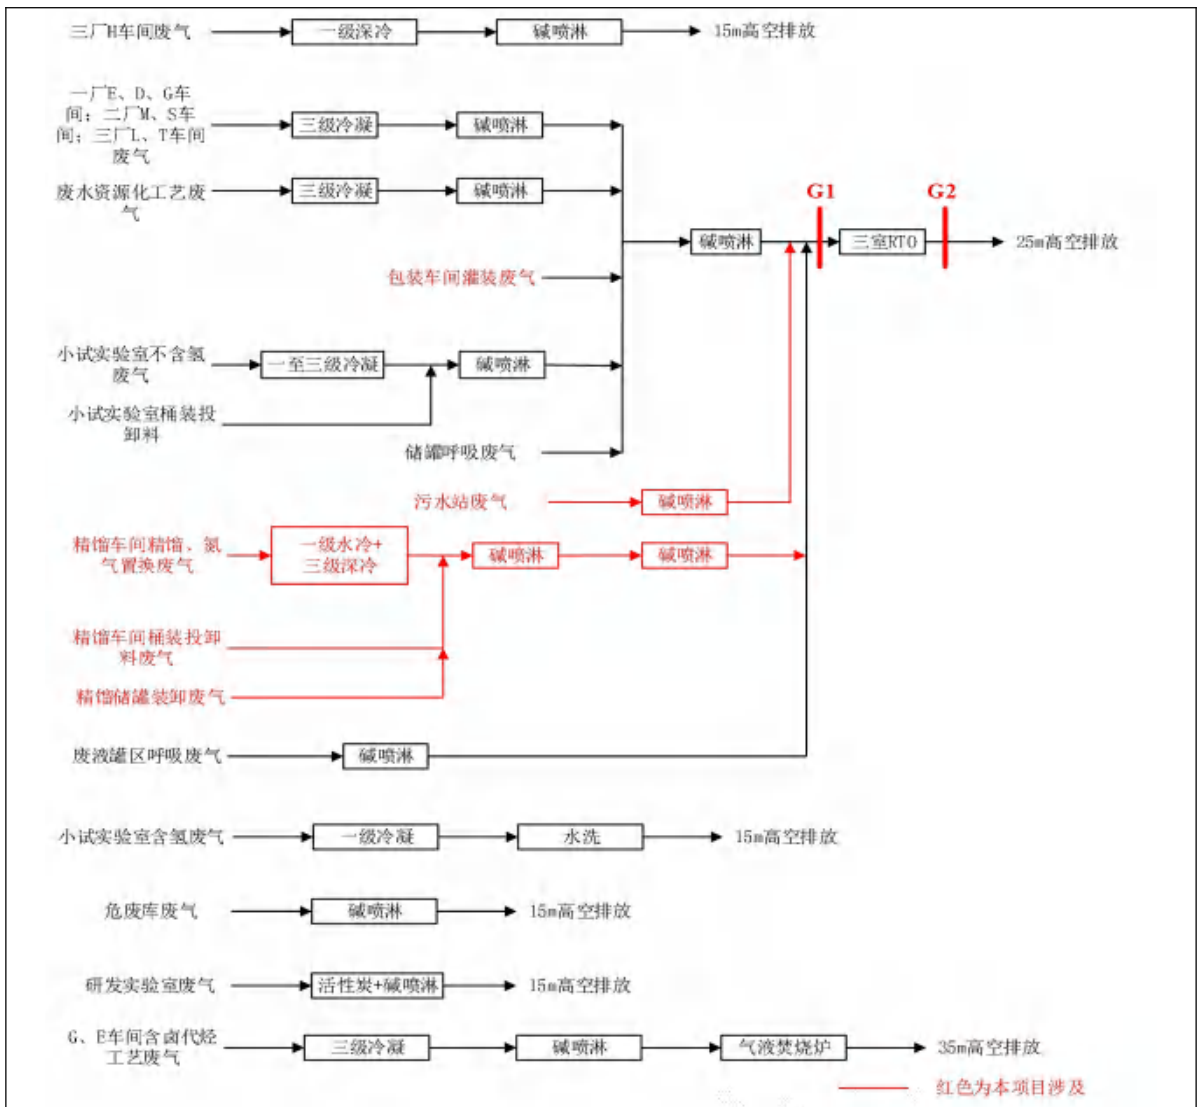 三厂H车间废气
一级深冷
碱喷淋
15m高空排放
一厂E、D、G车
间；二厂M、S车
间；三厂L、T车间
废气
三级冷凝
碱喷淋
废水资源化工艺废
气
三级冷凝
碱喷淋
G1
G2
碱喷淋
三室RTO
25m高空排放
包装车间灌装废气
小试实验室不含氢
废气
一至三级冷凝
碱喷淋
小试实验室桶装投
卸料
储罐呼吸废气
污水站废气
碱喷淋
精馏车间精馏、氮
气置换废气
一级水冷+
三级深冷
碱喷淋
碱喷淋
精馏车间桶装投卸
料废气
精馏储罐装卸废气
废液罐区呼吸废气
碱喷淋
小试实验室含氢废气
一级冷凝
水洗
15m高空排放
危废库废气
碱喷淋
15m高空排放
研发实验室废气
活性炭+碱喷淋
15m高空排放
G、E车间含卤代烃
工艺废气
三级冷凝
碱喷淋
气液焚烧炉
35m高空排放
红色为本项目涉及